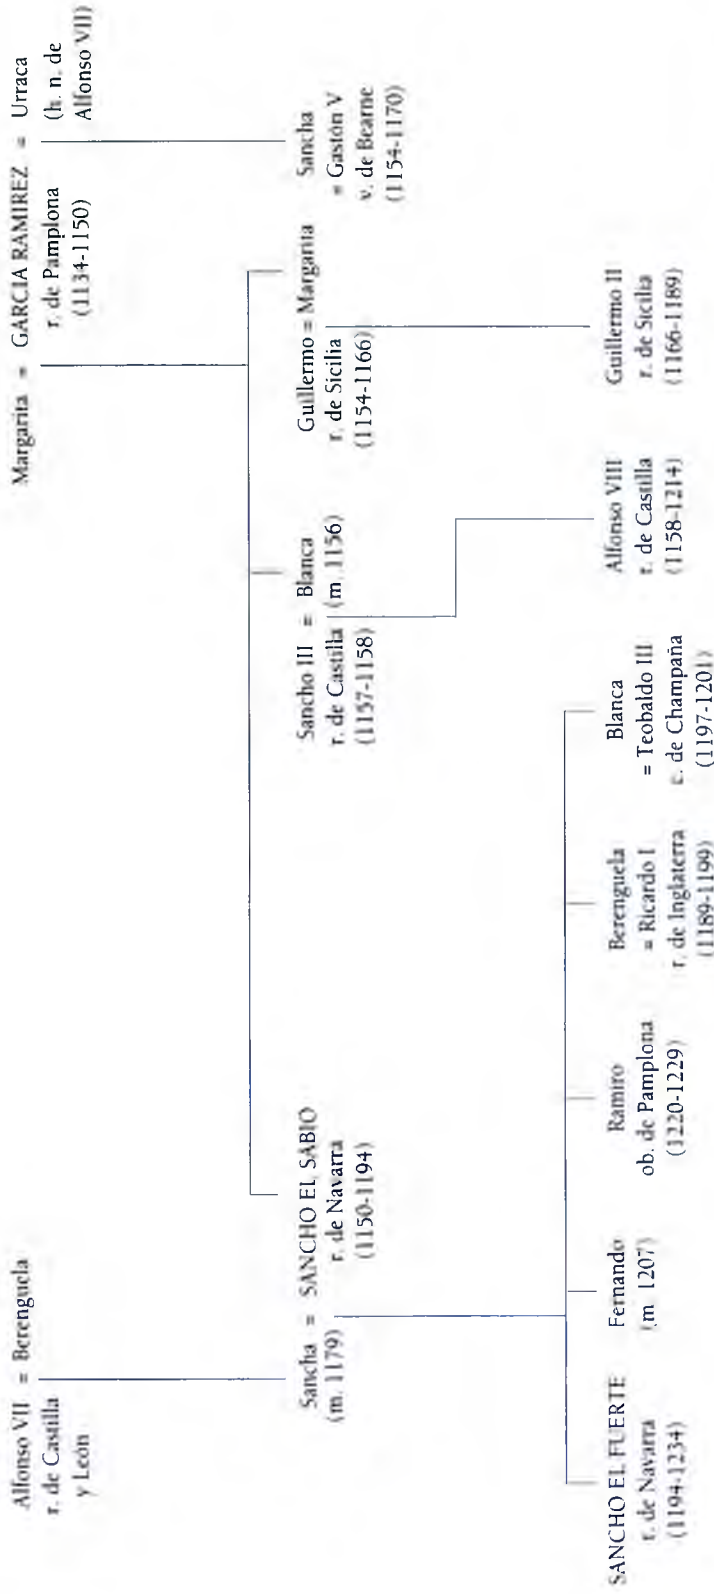 Alfonso VII = Berenguela
r. de Castilla
y León
Margarita = GARCIA RAMIREZ = Urraca
r. de Pamplona
(1134-1150)
(h. n. de
Alfonso VII)
Sancha = SANCHO EL SABIO
(m. 1179)
r. de Navarra
(1150-1194)
Sancho III = Blanca
r. de Castilla (m. 1156)
(1157-1158)
Guillermo = Margarita
r. de Sicilia
(1154-1166)
Sancha
= Gastón V
v. de Bearne
(1154-1170)
SANCHO EL FUERTE
r. de Navarra
(1194-1234)
Fernando
(m. 1207)
Ramiro
ob. de Pamplona
(1220-1229)
Berenguela
= Ricardo I
r. de Inglaterra
(1189-1199)
Blanca
= Teobaldo III
c. de Champaña
(1197-1201)
Alfonso VIII
r. de Castilla
(1158-1214)
Guillermo II
r. de Sicilia
(1166-1189)